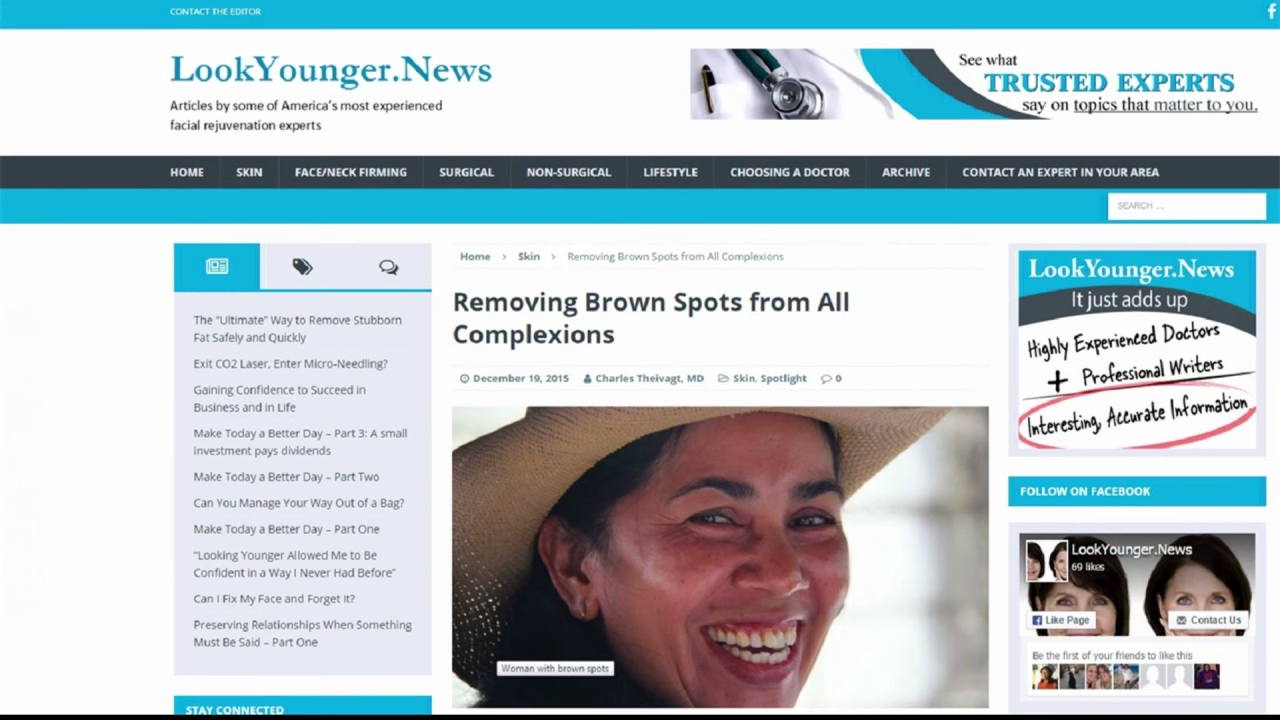 CONTACT THE EDITOR
LookYounger.News
Articles by some of America's most experienced
facial rejuvenation experts
See what
TRUSTED EXPERTS
say on topics that matter to you.
HOME
SKIN
FACE/NECK FIRMING
SURGICAL
NON-SURGICAL
LIFESTYLE
CHOOSING A DOCTOR
ARCHIVE
CONTACT AN EXPERT IN YOUR AREA
SEARCH ...
The “Ultimate” Way to Remove Stubborn
Fat Safely and Quickly
Exit CO2 Laser, Enter Micro-Needling?
Gaining Confidence to Succeed in
Business and in Life
Make Today a Better Day – Part 3: A small
investment pays dividends
Make Today a Better Day – Part Two
Can You Manage Your Way Out of a Bag?
Make Today a Better Day – Part One
“Looking Younger Allowed Me to Be
Confident in a Way I Never Had Before”
Can I Fix My Face and Forget It?
Preserving Relationships When Something
Must Be Said – Part One
STAY CONNECTED
Home > Skin > Removing Brown Spots from All Complexions
Removing Brown Spots from All
Complexions
December 19, 2015 Charles Theivagt, MD Skin, Spotlight 0
Woman with brown spots
LookYounger.News
It just adds up
Highly Experienced Doctors
+ Professional Writers
Interesting, Accurate Information
FOLLOW ON FACEBOOK
LookYounger.News
69 likes
Like Page
Contact Us
Be the first of your friends to like this